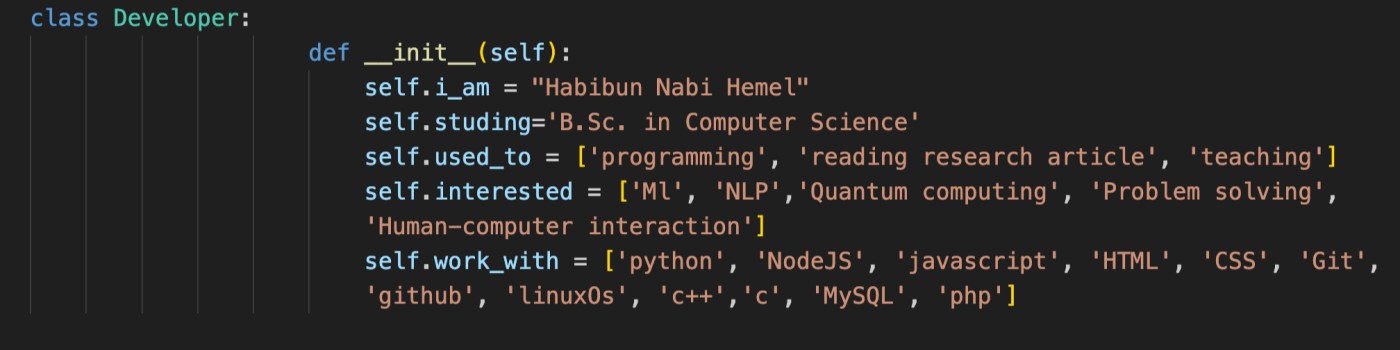 class Developer:
def __init__(self):
self.i_am = "Habibun Nabi Hemel"
self.studing='B.Sc. in Computer Science'
self.used_to = ['programming', 'reading research article', 'teaching']
self.interested = ['Ml', 'NLP','Quantum computing', 'Problem solving',
'Human-computer interaction']
self.work_with = ['python', 'NodeJS', 'javascript', 'HTML', 'CSS', 'Git',
'github', 'linuxOs', 'c++','c', 'MySQL', 'php']